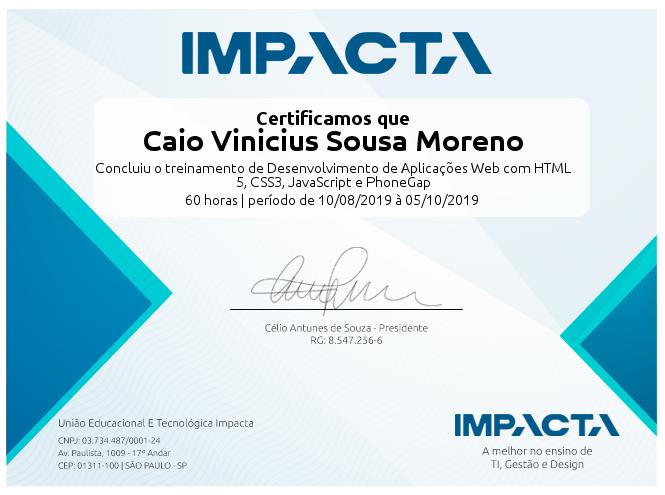 IMPACTA
Certificamos que
Caio Vinicius Sousa Moreno
Concluiu o treinamento de Desenvolvimento de Aplicações Web com HTML
5, CSS3, JavaScript e PhoneGap
60 horas | período de 10/08/2019 à 05/10/2019
Célio Antunes de Souza - Presidente
RG: 8.547.256-6
União Educacional E Tecnológica Impacta
CNPJ: 03.734.487/0001-24
Av. Paulista, 1009 - 17º Andar
CEP: 01311-100 | SÃO PAULO - SP
IMPACTA
A melhor no ensino de
TI, Gestão e Design